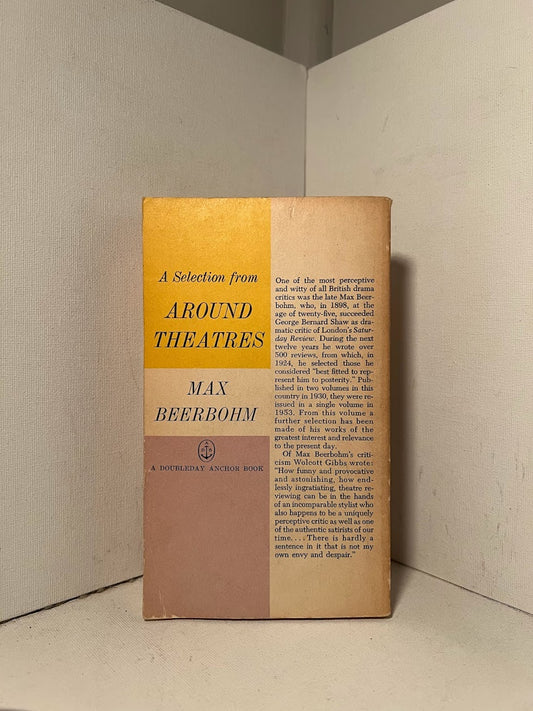 A Selection from
AROUND
THEATRES
MAX
BEERBOHM
A DOUBLEDAY ANCHOR BOOK
One of the most perceptive
and witty of all British drama
critics was the late Max Beer-
bohm, who, in 1898, at the
age of twenty-five, succeeded
George Bernard Shaw as dra-
matic critic of London's Satur-
day Review. During the next
twelve years he wrote over
500 reviews, from which, in
1924, he selected those he
considered "best fitted to rep-
resent him to posterity." Pub-
lished in two volumes in this
country in 1930, they were re-
issued in a single volume in
1953. From this volume a
further selection has been
made of his works of the
greatest interest and relevance
to the present day.
Of Max Beerbohm's criti-
cism Wolcott Gibbs wrote:
"How funny and provocative
and astonishing, how end-
lessly ingratiating, theatre re-
viewing can be in the hands
of an incomparable stylist who
also happens to be a uniquely
perceptive critic as well as one
of the authentic satirists of our
time. . . . There is hardly a
sentence in it that is not my
own envy and despair."